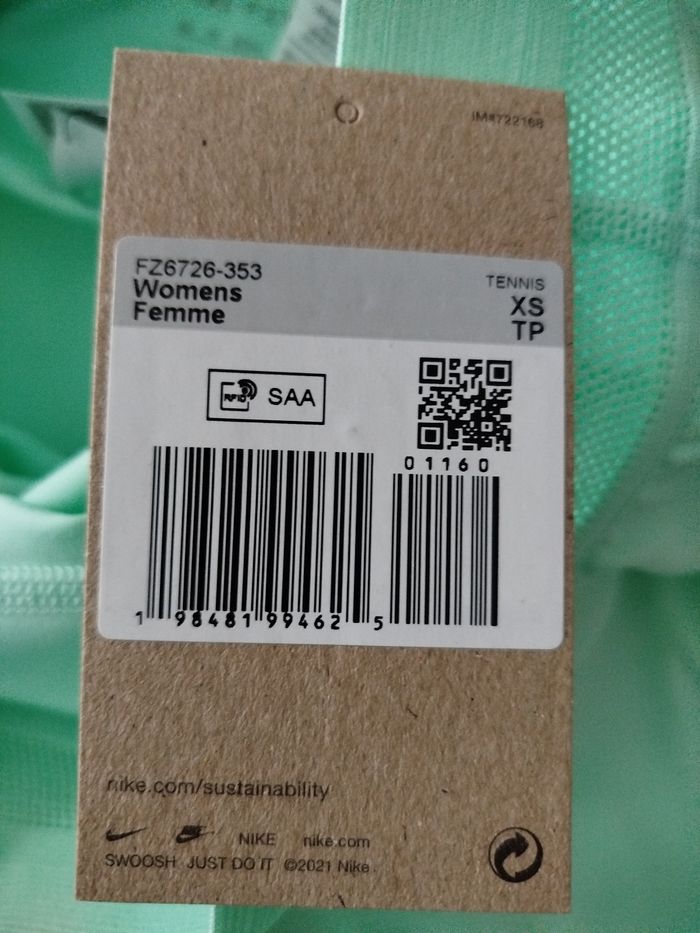 IM#722168
FZ6726-353
Womens
Femme
TENNIS
XS
TP
RFID SAA
01160
1 98481 99462 5
nike.com/sustainability
NIKE nike.com
SWOOSH JUST DO IT ©2021 Nike